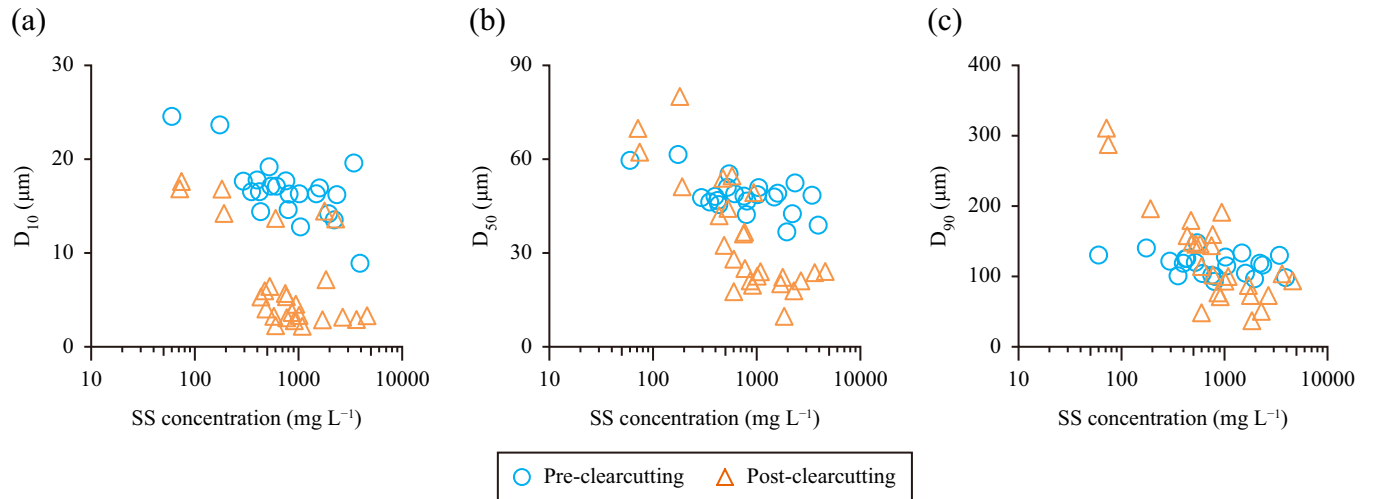 (a)
D10 (μm)
30
20
10
0
10 100 1000 10000
SS concentration (mg L−1)
(b)
D50 (μm)
90
60
30
0
10 100 1000 10000
SS concentration (mg L−1)
(c)
D90 (μm)
400
300
200
100
0
10 100 1000 10000
SS concentration (mg L−1)
Pre-clearcutting Post-clearcutting